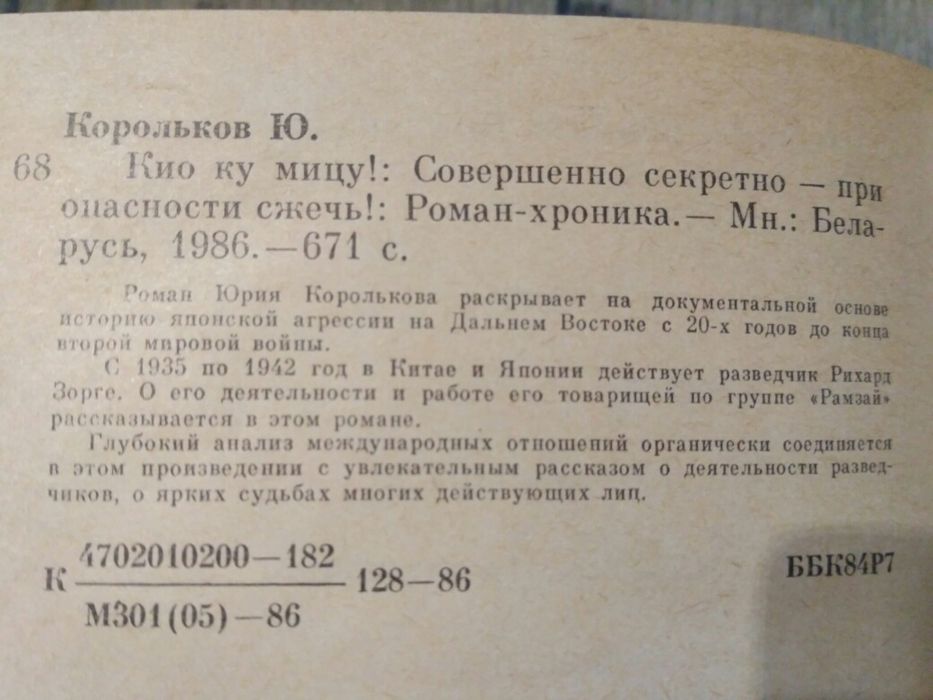 Корольков Ю.
68 Кио ку мицу!: Совершенно секретно — при
опасности сжечь!: Роман-хроника. — Мн.: Бела-
русь, 1986. — 671 с.
Роман Юрия Королькова раскрывает на документальной основе
историю японской агрессии на Дальнем Востоке с 20-х годов до конца
второй мировой войны.
С 1935 по 1942 год в Китае и Японии действует разведчик Рихард
Зорге. О его деятельности и работе его товарищей по группе «Рамзай»
рассказывается в этом романе.
Глубокий анализ международных отношений органически соединяется
в этом произведении с увлекательным рассказом о деятельности развед-
чиков, о ярких судьбах многих действующих лиц.
4702010200—182
К 128—86
М301(05)—86
ББК84Р7